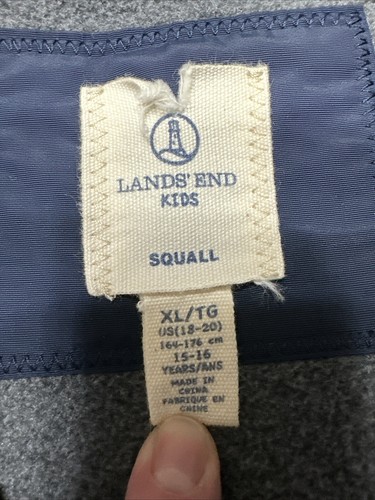 LANDS' END
KIDS
SQUALL
XL/TG
US(18-20)
164-176 cm
15-16
YEARS/ANS
MADE IN
CHINA
FABRIQUE EN
CHINE